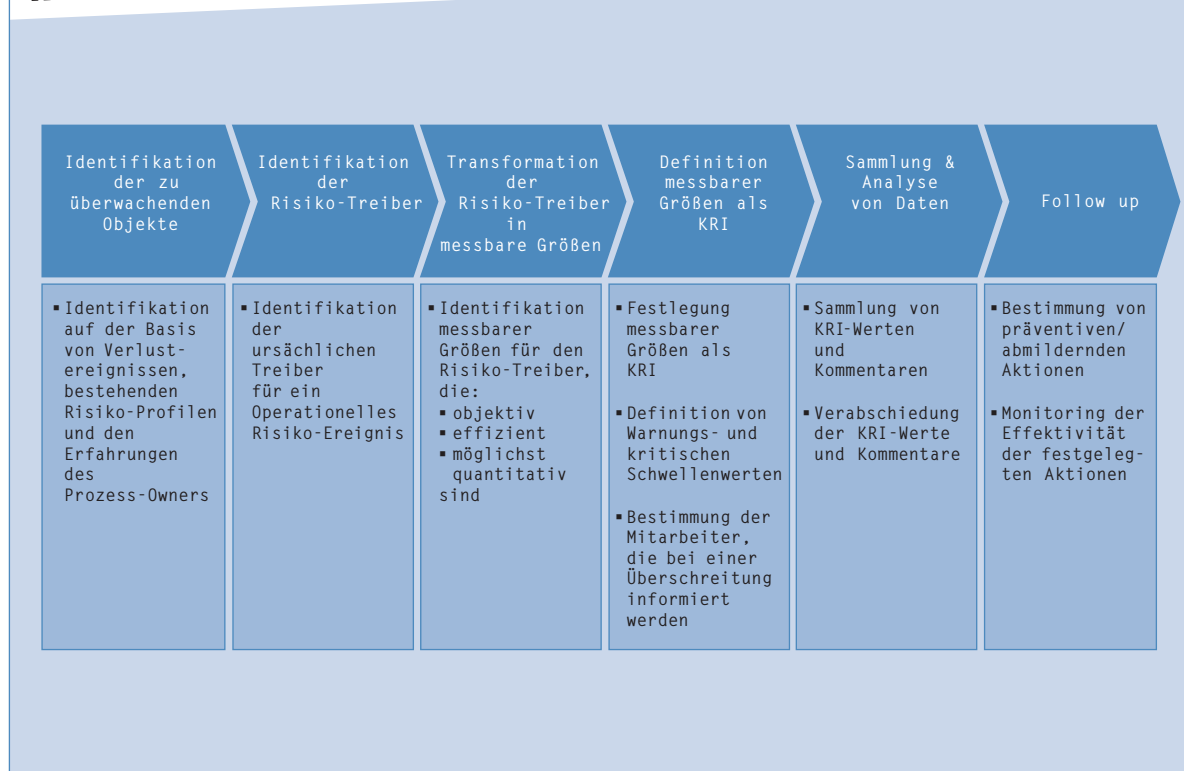 Identifikation
der zu
überwachenden
Objekte
Identifikation
der
Risiko-Treiber
Transformation
der
Risiko-Treiber
in
messbare Größen
Definition
messbarer
Größen als
KRI
Sammlung &
Analyse
von Daten
Follow up
▪ Identifikation
auf der Basis
von Verlust-
ereignissen,
bestehenden
Risiko-Profilen
und den
Erfahrungen
des
Prozess-Owners
▪ Identifikation
der
ursächlichen
Treiber
für ein
Operationelles
Risiko-Ereignis
▪ Identifikation
messbarer
Größen für den
Risiko-Treiber,
die:
▪ objektiv
▪ effizient
▪ möglichst
quantitativ
sind
▪ Festlegung
messbarer
Größen als
KRI
▪ Definition von
Warnungs- und
kritischen
Schwellenwerten
▪ Bestimmung der
Mitarbeiter,
die bei einer
Überschreitung
informiert
werden
▪ Sammlung von
KRI-Werten
und
Kommentaren
▪ Verabschiedung
der KRI-Werte
und Kommentare
▪ Bestimmung von
präventiven/
abmildernden
Aktionen
▪ Monitoring der
Effektivität
der festgeleg-
ten Aktionen